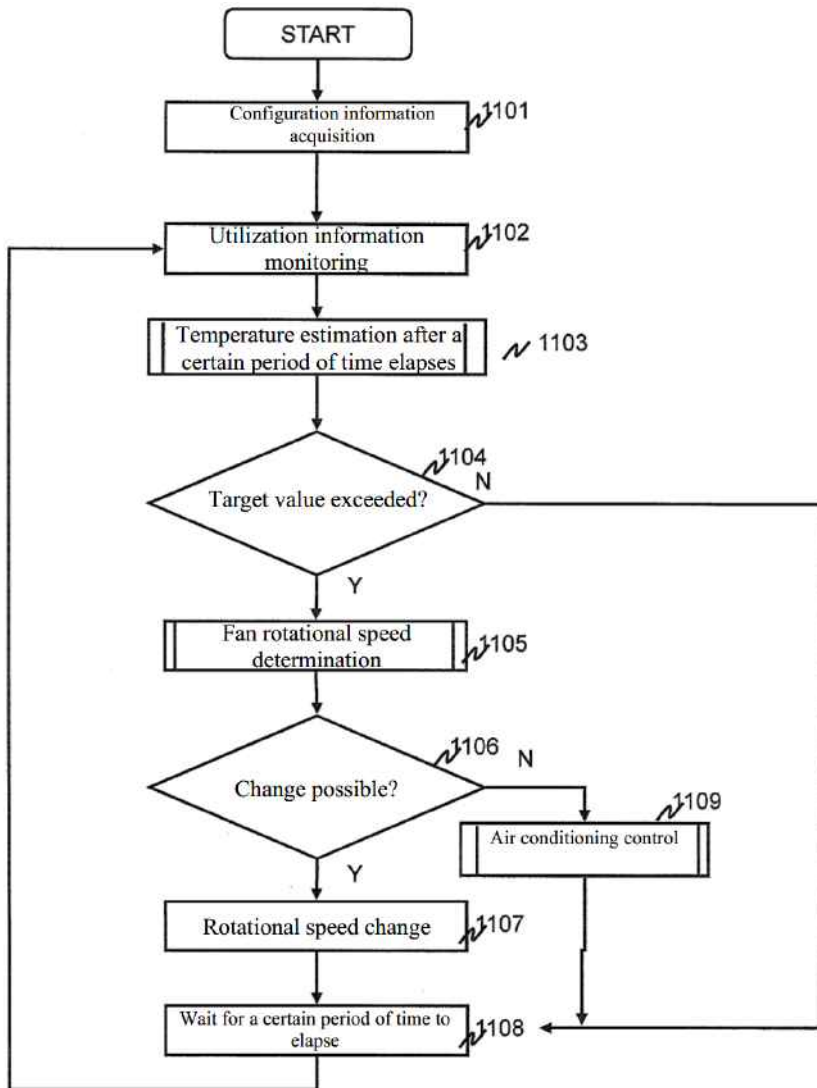 START
Configuration information
acquisition
1101
Utilization information
monitoring
1102
Temperature estimation after a
certain period of time elapses
1103
1104
Target value exceeded?
N
Y
Fan rotational speed
determination
1105
1106
Change possible?
N
Y
1109
Air conditioning control
Rotational speed change
1107
Wait for a certain period of time to
elapse
1108